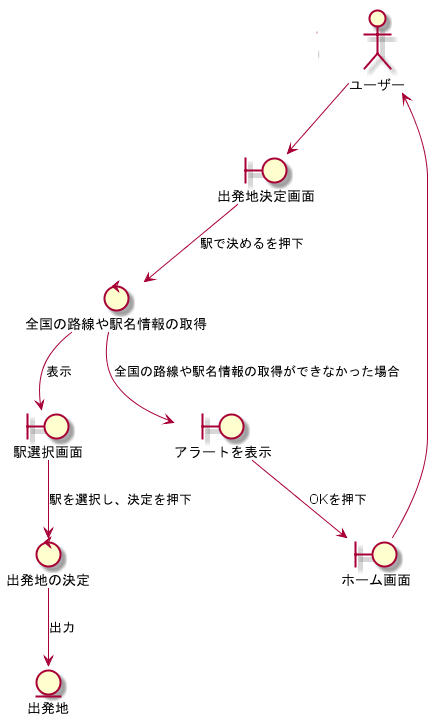 ユーザー
出発地決定画面
駅で決めるを押下
全国の路線や駅名情報の取得
表示
全国の路線や駅名情報の取得ができなかった場合
駅選択画面
アラートを表示
駅を選択し、決定を押下
OKを押下
出発地の決定
ホーム画面
出力
出発地